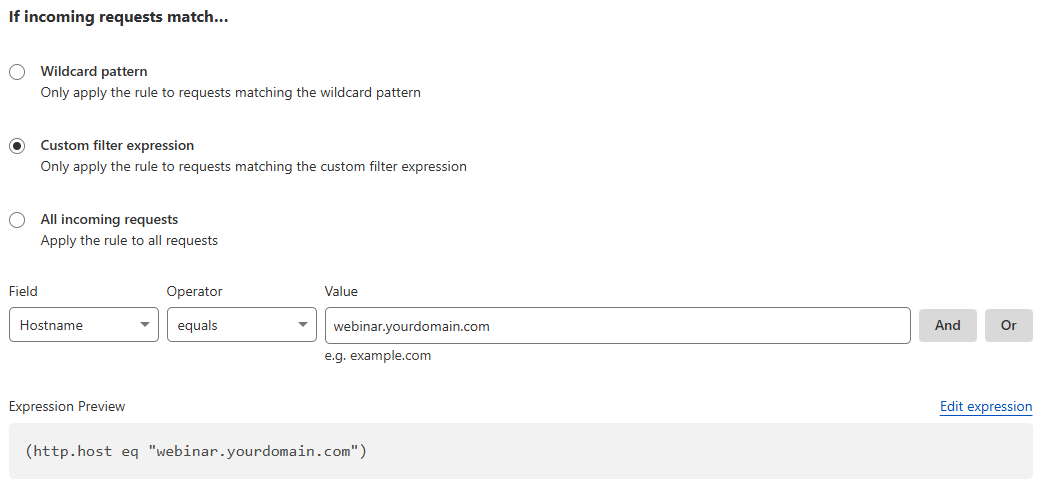 If incoming requests match...
Wildcard pattern
Only apply the rule to requests matching the wildcard pattern
Custom filter expression
Only apply the rule to requests matching the custom filter expression
All incoming requests
Apply the rule to all requests
Field Operator Value
Hostname equals webinar.yourdomain.com And Or
e.g. example.com
Expression Preview Edit expression
(http.host eq "webinar.yourdomain.com")